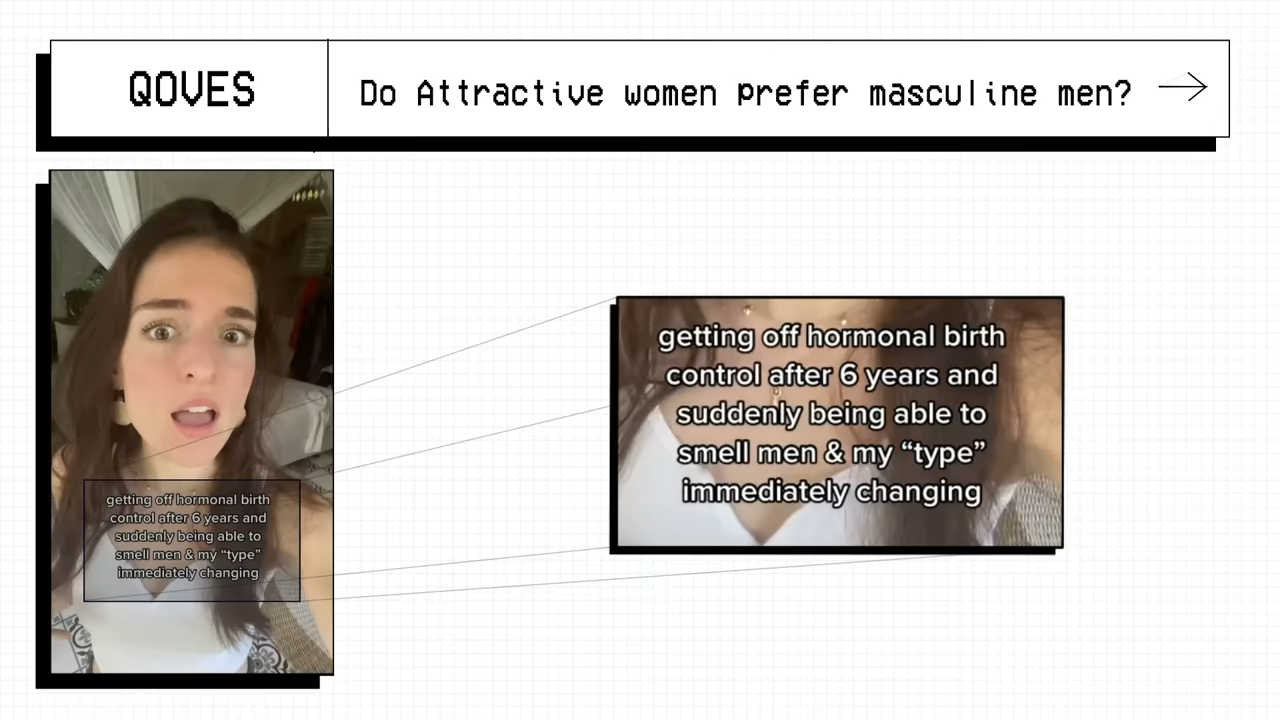 QOVES
Do Attractive women prefer masculine men?
getting off hormonal birth
control after 6 years and
suddenly being able to
smell men & my “type”
immediately changing
getting off hormonal birth
control after 6 years and
suddenly being able to
smell men & my “type”
immediately changing